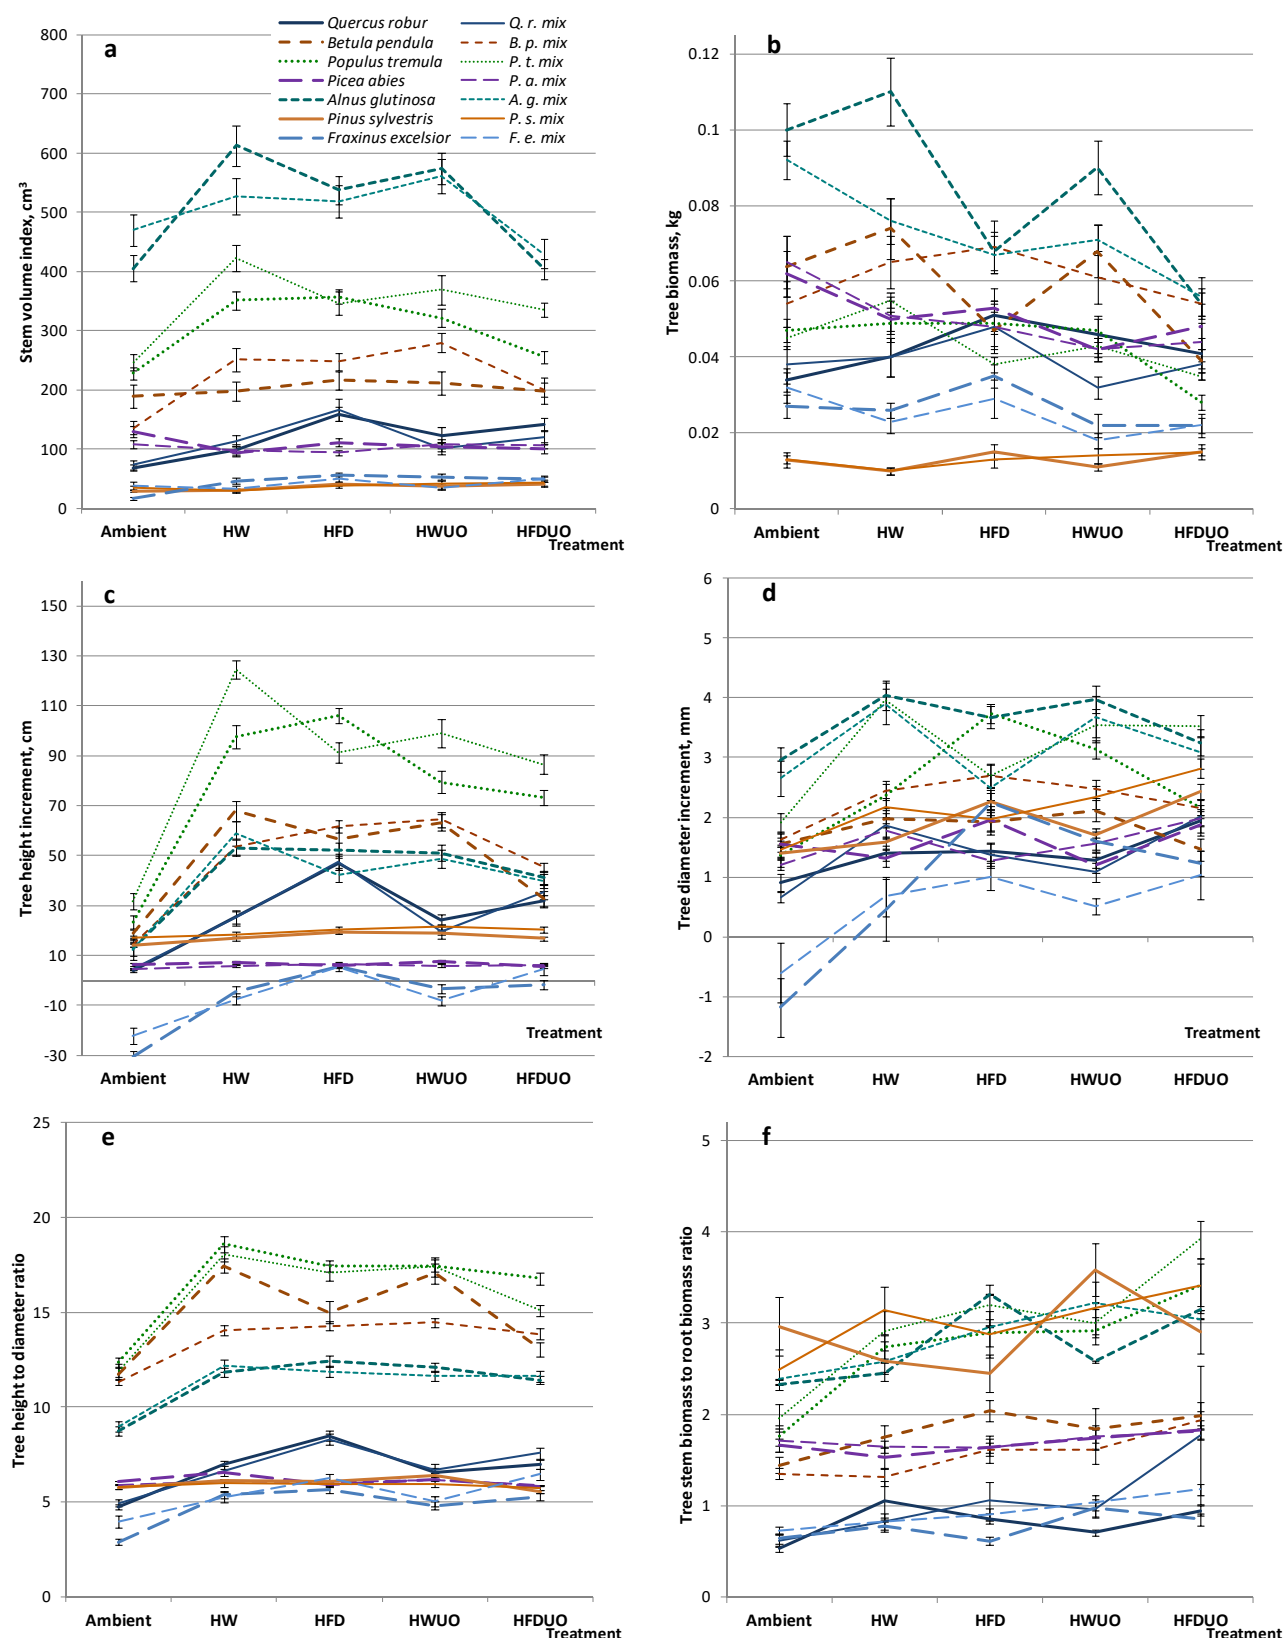 a
Quercus robur
Q. r. mix
Betula pendula
B. p. mix
Populus tremula
P. t. mix
Picea abies
P. a. mix
Alnus glutinosa
A. g. mix
Pinus sylvestris
P. s. mix
Fraxinus excelsior
F. e. mix
Stem volume index, cm³
800
700
600
500
400
300
200
100
0
Ambient HW HFD HWUO HFDUO
Treatment
b
Tree biomass, kg
0.12
0.1
0.08
0.06
0.04
0.02
0
Ambient HW HFD HWUO HFDUO
Treatment
c
Tree height increment, cm
150
130
110
90
70
50
30
10
-10
-30
Treatment
Ambient HW HFD HWUO HFDUO
d
Tree diameter increment, mm
6
5
4
3
2
1
0
-1
-2
Treatment
Ambient HW HFD HWUO HFDUO
e
Tree height to diameter ratio
25
20
15
10
5
0
Ambient HW HFD HWUO HFDUO
Treatment
f
Tree stem biomass to root biomass ratio
5
4
3
2
1
0
Ambient HW HFD HWUO HFDUO
Treatment